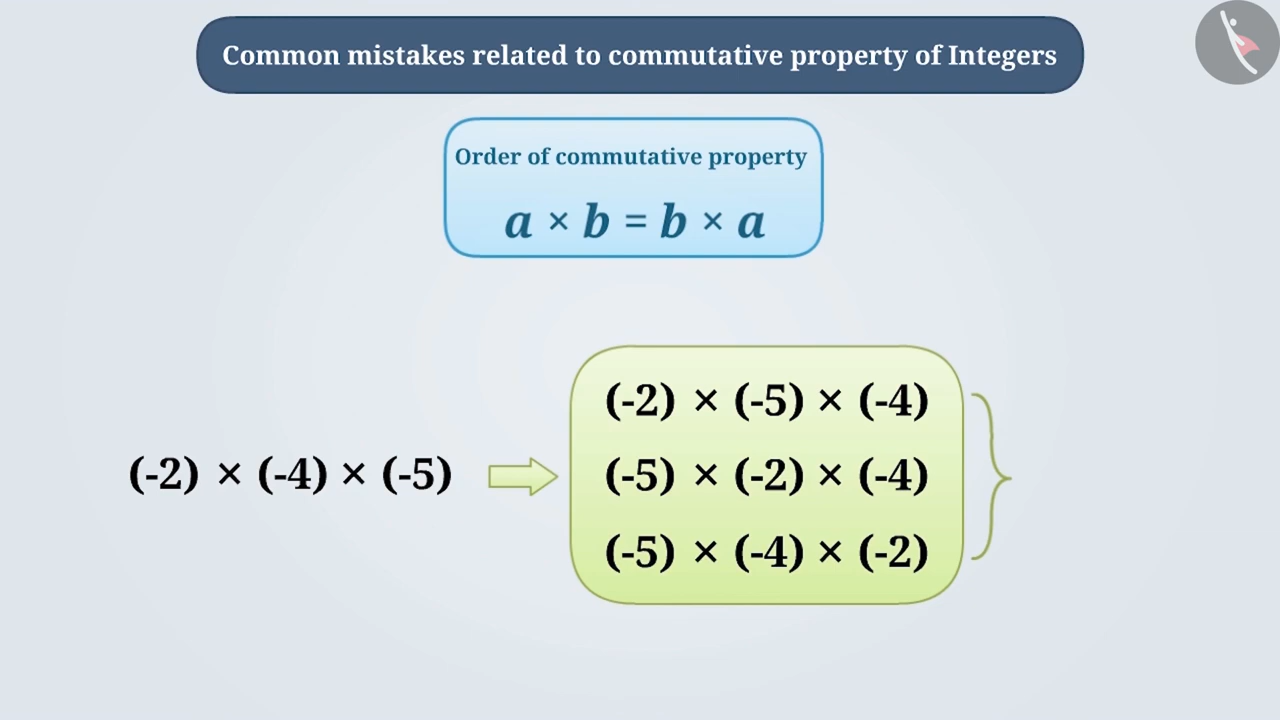 Common mistakes related to commutative property of Integers
Order of commutative property
a × b = b × a
(-2) × (-5) × (-4)
(-2) × (-4) × (-5)
(-5) × (-2) × (-4)
(-5) × (-4) × (-2)